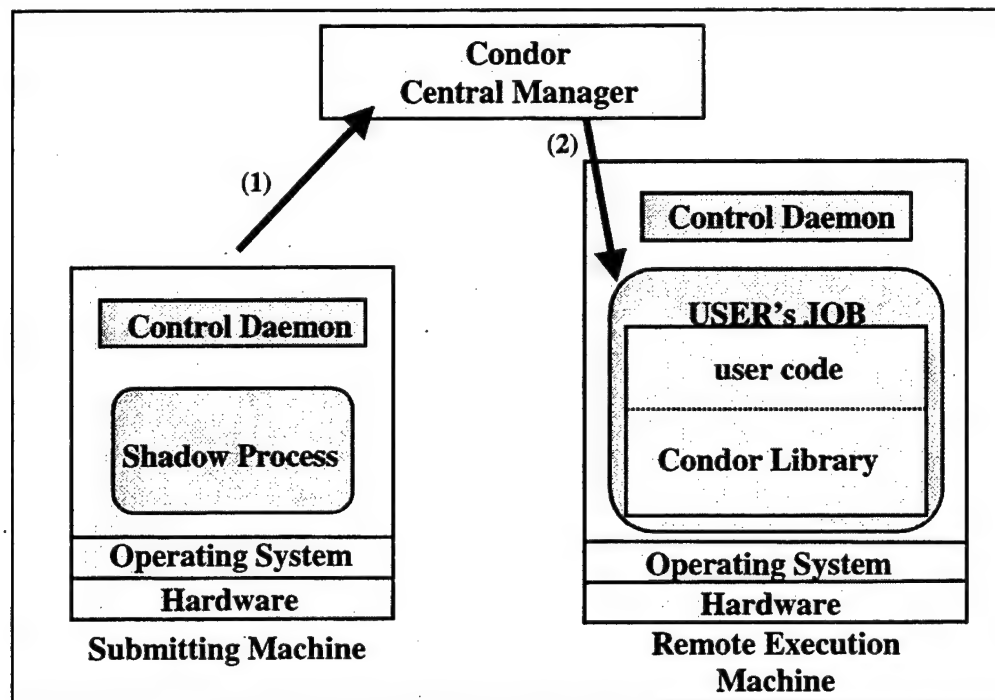 Condor
Central Manager
(1)
(2)
Control Daemon
Shadow Process
Operating System
Hardware
Submitting Machine
Control Daemon
USER's JOB
user code
Condor Library
Operating System
Hardware
Remote Execution
Machine